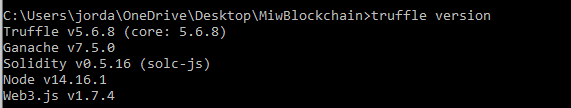 C:\Users\jorda\OneDrive\Desktop\MiwBlockchain>truffle version
Truffle v5.6.8 (core: 5.6.8)
Ganache v7.5.0
Solidity v0.5.16 (solc-js)
Node v14.16.1
Web3.js v1.7.4